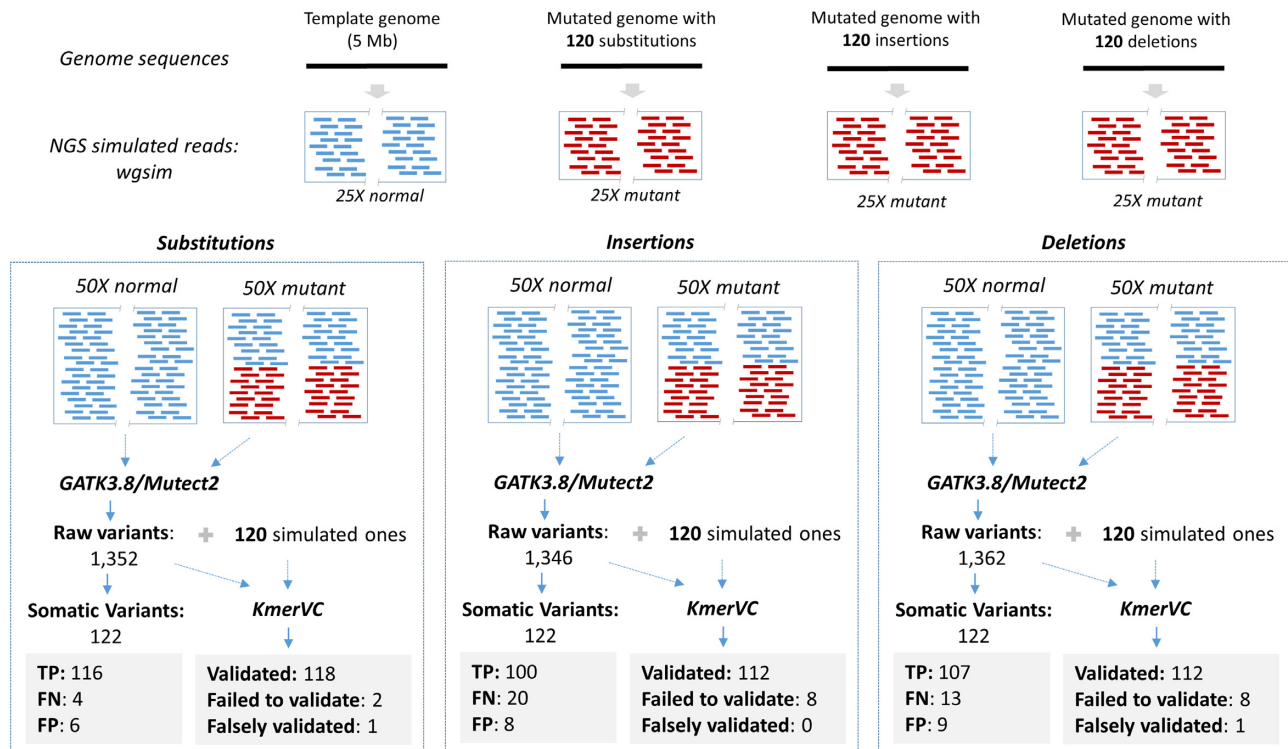 Genome sequences
Template genome
(5 Mb)
Mutated genome with
120 substitutions
Mutated genome with
120 insertions
Mutated genome with
120 deletions
NGS simulated reads:
wgsim
25X normal
25X mutant
25X mutant
25X mutant
Substitutions
50X normal
50X mutant
GATK3.8/Mutect2
Raw variants:
1,352
120 simulated ones
Somatic Variants:
122
KmerVC
TP: 116
FN: 4
FP: 6
Validated: 118
Failed to validate: 2
Falsely validated: 1
Insertions
50X normal
50X mutant
GATK3.8/Mutect2
Raw variants:
1,346
120 simulated ones
Somatic Variants:
122
KmerVC
TP: 100
FN: 20
FP: 8
Validated: 112
Failed to validate: 8
Falsely validated: 0
Deletions
50X normal
50X mutant
GATK3.8/Mutect2
Raw variants:
1,362
120 simulated ones
Somatic Variants:
122
KmerVC
TP: 107
FN: 13
FP: 9
Validated: 112
Failed to validate: 8
Falsely validated: 1